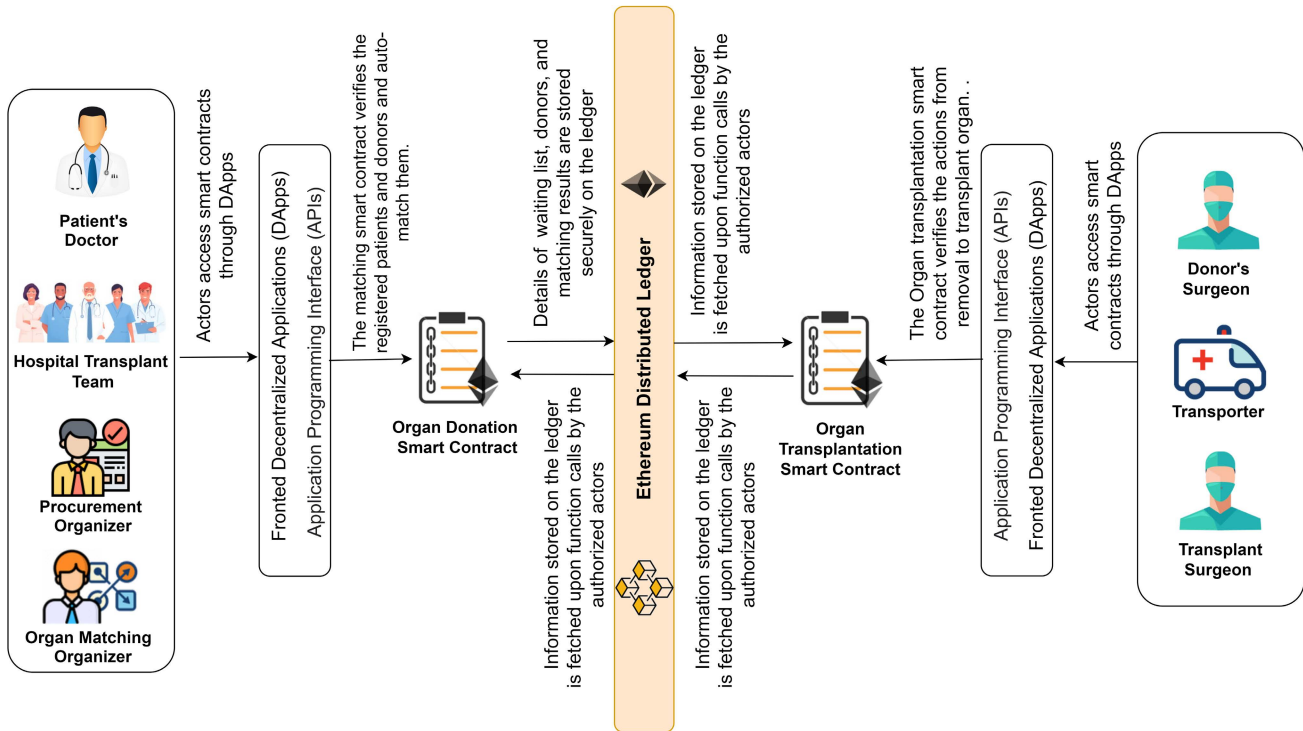 Patient's
Doctor
Hospital Transplant
Team
Procurement
Organizer
Organ Matching
Organizer
Actors access smart contracts
through DApps
Fronted Decentralized Applications (DApps)
Application Programming Interface (APIs)
The matching smart contract verifies the
registered patients and donors and auto-
match them.
Organ Donation
Smart Contract
Details of waiting list, donors, and
matching results are stored
securely on the ledger
Information stored on the ledger
is fetched upon function calls by the
authorized actors
Ethereum Distributed Ledger
Information stored on the ledger
is fetched upon function calls by the
authorized actors
Information stored on the ledger
is fetched upon function calls by the
authorized actors
Organ
Transplantation
Smart Contract
The Organ transplantation smart
contract verifies the actions from
removal to transplant organ. .
Application Programming Interface (APIs)
Fronted Decentralized Applications (DApps)
Actors access smart
contracts through DApps
Donor's
Surgeon
Transporter
Transplant
Surgeon